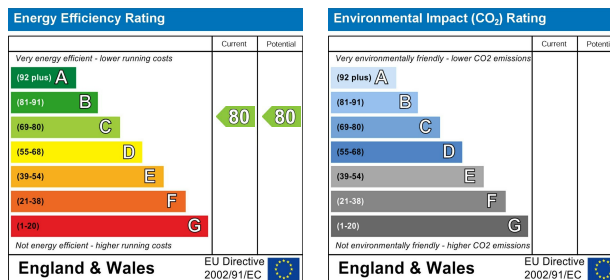 Energy Efficiency Rating
Current Potential
Very energy efficient - lower running costs
(92 plus) A
(81-91) B
(69-80) C
80 80
(55-68) D
(39-54) E
(21-38) F
(1-20) G
Not energy efficient - higher running costs
England & Wales
EU Directive
2002/91/EC
Environmental Impact (CO₂) Rating
Current Potential
Very environmentally friendly - lower CO2 emissions
(92 plus) A
(81-91) B
(69-80) C
(55-68) D
(39-54) E
(21-38) F
(1-20) G
Not environmentally friendly - higher CO2 emissions
England & Wales
EU Directive
2002/91/EC